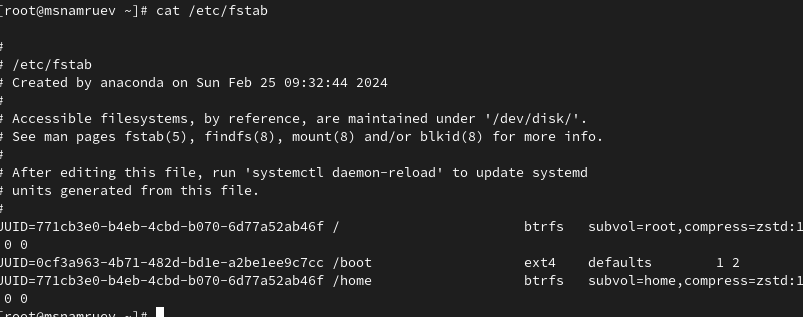 [root@msnamruev ~]# cat /etc/fstab
#
# /etc/fstab
# Created by anaconda on Sun Feb 25 09:32:44 2024
#
# Accessible filesystems, by reference, are maintained under '/dev/disk/'.
# See man pages fstab(5), findfs(8), mount(8) and/or blkid(8) for more info.
#
# After editing this file, run 'systemctl daemon-reload' to update systemd
# units generated from this file.
#
UUID=771cb3e0-b4eb-4cbd-b070-6d77a52ab46f / btrfs subvol=root,compress=zstd:1
0 0
UUID=0cf3a963-4b71-482d-bd1e-a2be1ee9c7cc /boot ext4 defaults 1 2
UUID=771cb3e0-b4eb-4cbd-b070-6d77a52ab46f /home btrfs subvol=home,compress=zstd:1
0 0
[root@msnamruev ~]#